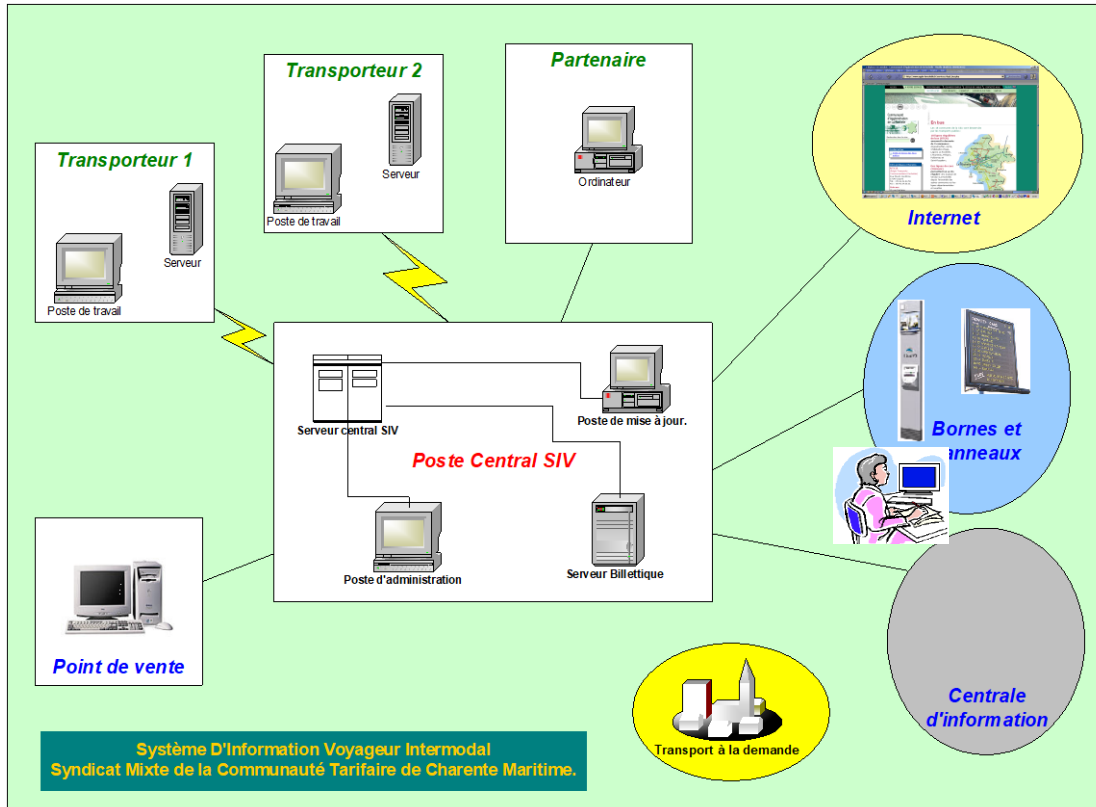 Transporteur 1
Serveur
Poste de travail
Transporteur 2
Serveur
Poste de travail
Partenaire
Ordinateur
Internet
Serveur central SIV
Poste de mise à jour.
Poste Central SIV
Poste d'administration
Serveur Billettique
Bornes et
anneaux
Point de vente
Centrale
d'information
Transport à la demande
Système D'Information Voyageur Intermodal
Syndicat Mixte de la Communauté Tarifaire de Charente Maritime.